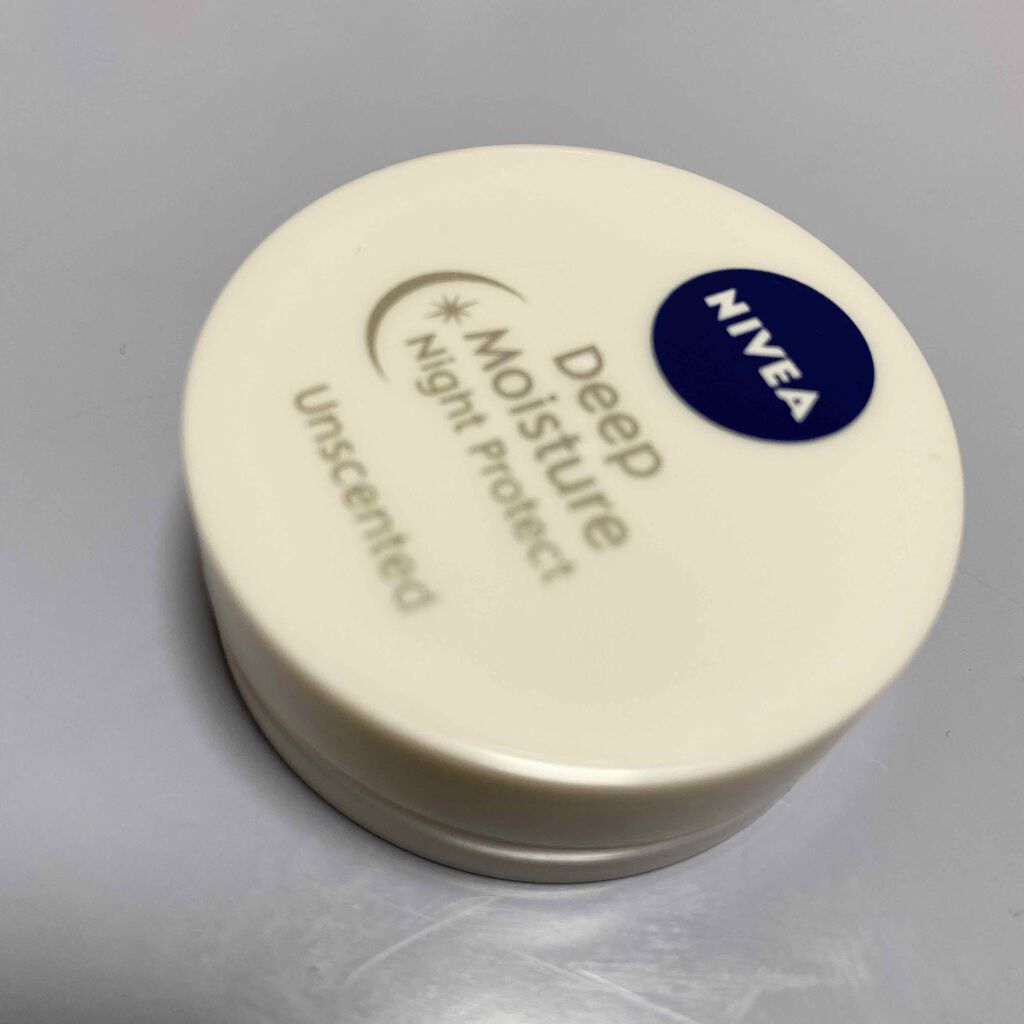 NIVEA
Deep
Moisture
Night Protect
Unscented